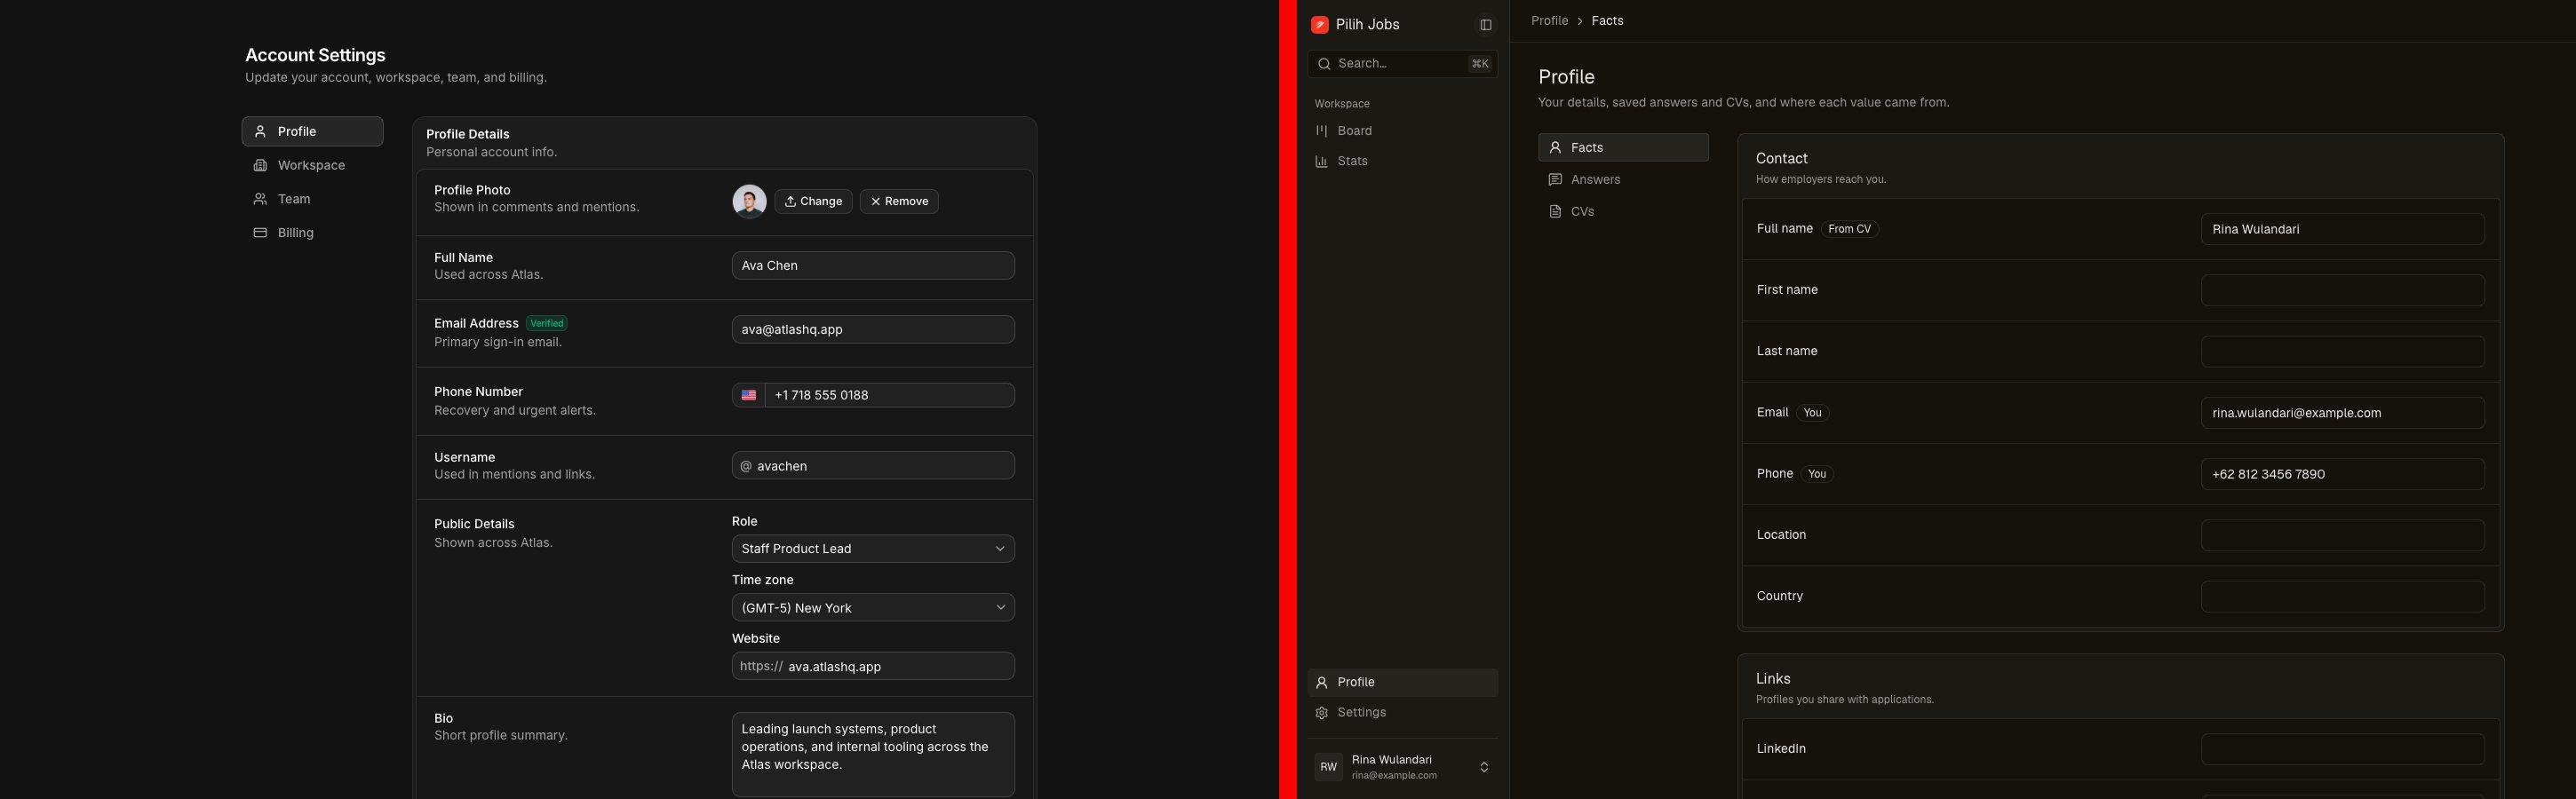 Account Settings
Update your account, workspace, team, and billing.
Profile
Workspace
Team
Billing
Profile Details
Personal account info.
Profile Photo
Shown in comments and mentions.
Change
Remove
Full Name
Used across Atlas.
Ava Chen
Email Address Verified
Primary sign-in email.
ava@atlashq.app
Phone Number
Recovery and urgent alerts.
+1 718 555 0188
Username
Used in mentions and links.
@ avachen
Public Details
Shown across Atlas.
Role
Staff Product Lead
Time zone
(GMT-5) New York
Website
https:// ava.atlashq.app
Bio
Short profile summary.
Leading launch systems, product
operations, and internal tooling across the
Atlas workspace.
Pilih Jobs
Search... ⌘K
Workspace
Board
Stats
Profile
Settings
RW
Rina Wulandari
rina@example.com
Profile > Facts
Profile
Your details, saved answers and CVs, and where each value came from.
Facts
Answers
CVs
Contact
How employers reach you.
Full name From CV
Rina Wulandari
First name
Last name
Email You
rina.wulandari@example.com
Phone You
+62 812 3456 7890
Location
Country
Links
Profiles you share with applications.
LinkedIn